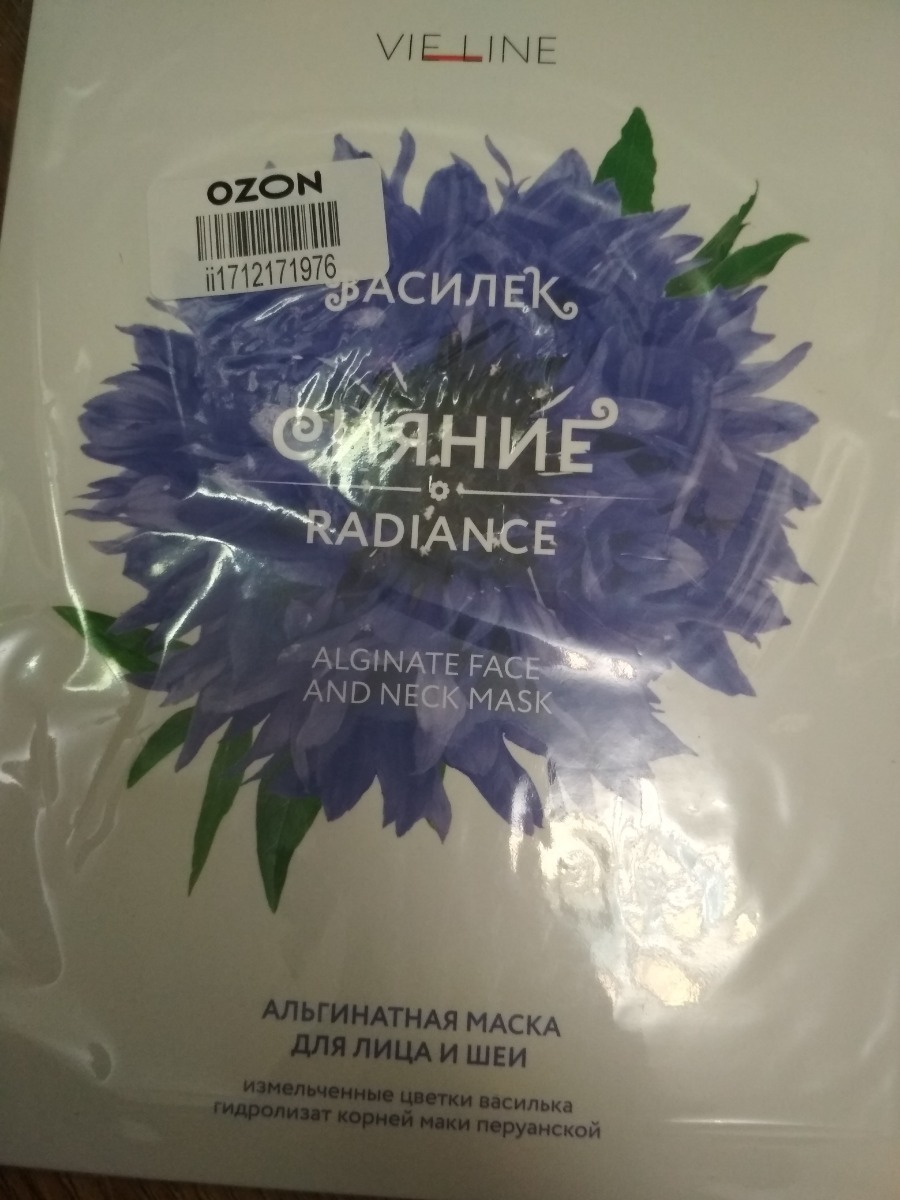 VIE LINE
OZON
ii1712171976
ВАСИЛЕК
СИЯНИЕ
RADIANCE
ALGINATE FACE
AND NECK MASK
АЛЬГИНАТНАЯ МАСКА
ДЛЯ ЛИЦА И ШЕИ
измельченные цветки василька
гидролизат корней маки перуанской